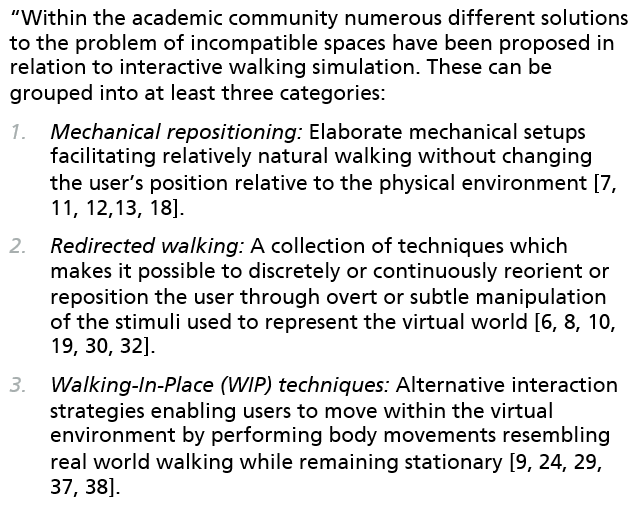 “Within the academic community numerous different solutions
to the problem of incompatible spaces have been proposed in
relation to interactive walking simulation. These can be
grouped into at least three categories:
1. Mechanical repositioning: Elaborate mechanical setups
facilitating relatively natural walking without changing
the user’s position relative to the physical environment [7,
11, 12,13, 18].
2. Redirected walking: A collection of techniques which
makes it possible to discretely or continuously reorient or
reposition the user through overt or subtle manipulation
of the stimuli used to represent the virtual world [6, 8, 10,
19, 30, 32].
3. Walking-In-Place (WIP) techniques: Alternative interaction
strategies enabling users to move within the virtual
environment by performing body movements resembling
real world walking while remaining stationary [9, 24, 29,
37, 38].